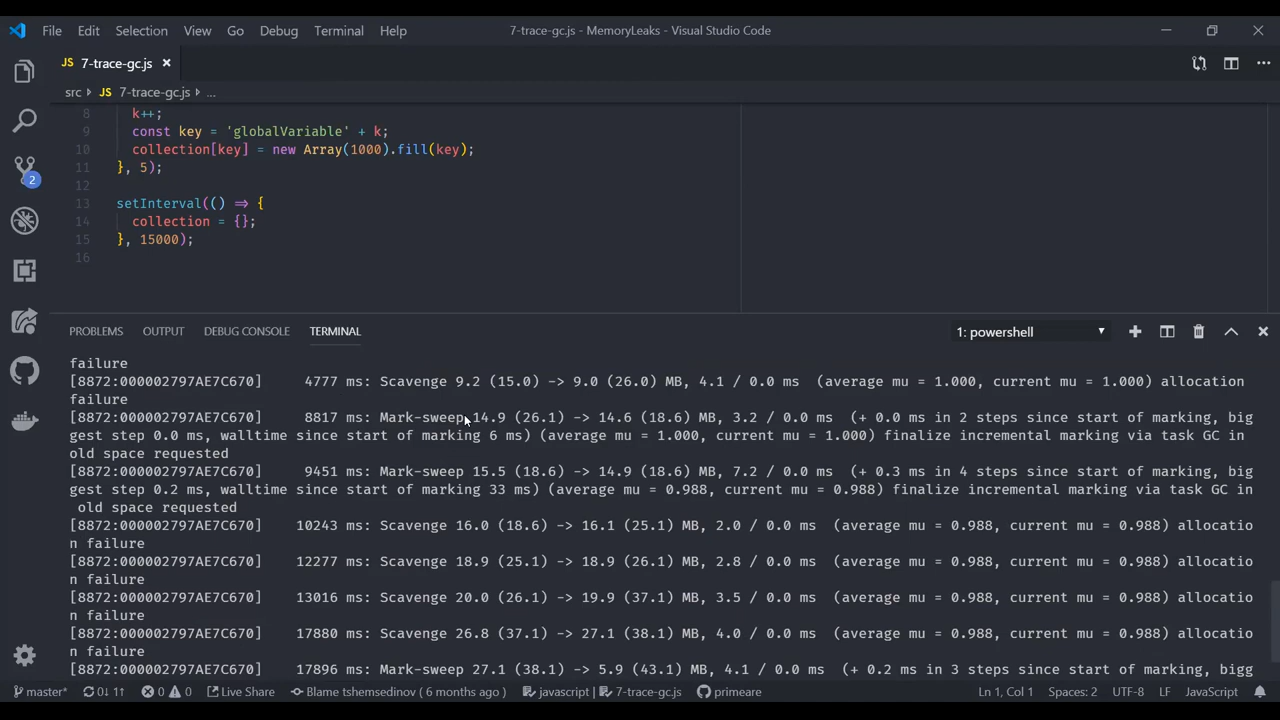 File Edit Selection View Go Debug Terminal Help 7-trace-gc.js - MemoryLeaks - Visual Studio Code
JS 7-trace-gc.js ×
src > JS 7-trace-gc.js > ...
8 k++;
9 const key = 'globalVariable' + k;
10 collection[key] = new Array(1000).fill(key);
11 }, 5);
12
13 setInterval(() => {
14 collection = {};
15 }, 15000);
16
2
PROBLEMS OUTPUT DEBUG CONSOLE TERMINAL 1: powershell
failure
[8872:000002797AE7C670] 4777 ms: Scavenge 9.2 (15.0) -> 9.0 (26.0) MB, 4.1 / 0.0 ms (average mu = 1.000, current mu = 1.000) allocation
failure
[8872:000002797AE7C670] 8817 ms: Mark-sweep 14.9 (26.1) -> 14.6 (18.6) MB, 3.2 / 0.0 ms (+ 0.0 ms in 2 steps since start of marking, big
gest step 0.0 ms, walltime since start of marking 6 ms) (average mu = 1.000, current mu = 1.000) finalize incremental marking via task GC in
old space requested
[8872:000002797AE7C670] 9451 ms: Mark-sweep 15.5 (18.6) -> 14.9 (18.6) MB, 7.2 / 0.0 ms (+ 0.3 ms in 4 steps since start of marking, big
gest step 0.2 ms, walltime since start of marking 33 ms) (average mu = 0.988, current mu = 0.988) finalize incremental marking via task GC in
old space requested
[8872:000002797AE7C670] 10243 ms: Scavenge 16.0 (18.6) -> 16.1 (25.1) MB, 2.0 / 0.0 ms (average mu = 0.988, current mu = 0.988) allocatio
n failure
[8872:000002797AE7C670] 12277 ms: Scavenge 18.9 (25.1) -> 18.9 (26.1) MB, 2.8 / 0.0 ms (average mu = 0.988, current mu = 0.988) allocatio
n failure
[8872:000002797AE7C670] 13016 ms: Scavenge 20.0 (26.1) -> 19.9 (37.1) MB, 3.5 / 0.0 ms (average mu = 0.988, current mu = 0.988) allocatio
n failure
[8872:000002797AE7C670] 17880 ms: Scavenge 26.8 (37.1) -> 27.1 (38.1) MB, 4.0 / 0.0 ms (average mu = 0.988, current mu = 0.988) allocatio
n failure
[8872:000002797AE7C670] 17896 ms: Mark-sweep 27.1 (38.1) -> 5.9 (43.1) MB, 4.1 / 0.0 ms (+ 0.2 ms in 3 steps since start of marking, bigg
master* 0↓ 1↑ 0 0 Live Share Blame tshemsedinov ( 6 months ago ) javascript | 7-trace-gc.js primeare Ln 1, Col 1 Spaces: 2 UTF-8 LF JavaScript